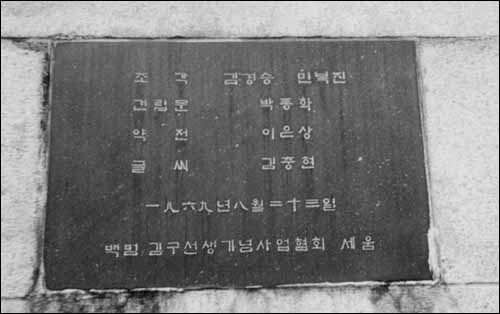 조 각 김경승 민복진
건립문 박종화
약 전 이은상
글 씨 김충현
一九六九년 八월 二十三일
백범 김구선생기념사업협회 세움